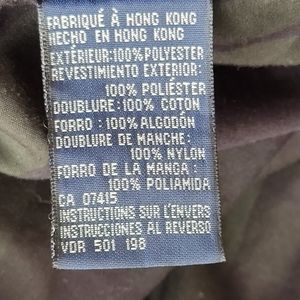 FABRIQUÉ À HONG KONG
HECHO EN HONG KONG
EXTÉRIEUR:100% POLYESTER
REVESTIMIENTO EXTERIOR:
100% POLIÉSTER
DOUBLURE: 100% COTON
FORRO : 100% ALGODÓN
DOUBLURE DE MANCHE:
100% NYLON
FORRO DE LA MANGA :
100% POLIAMIDA
CA 07415
INSTRUCTIONS SUR L'ENVERS
INSTRUCCIONES AL REVERSO
VDR 501 198